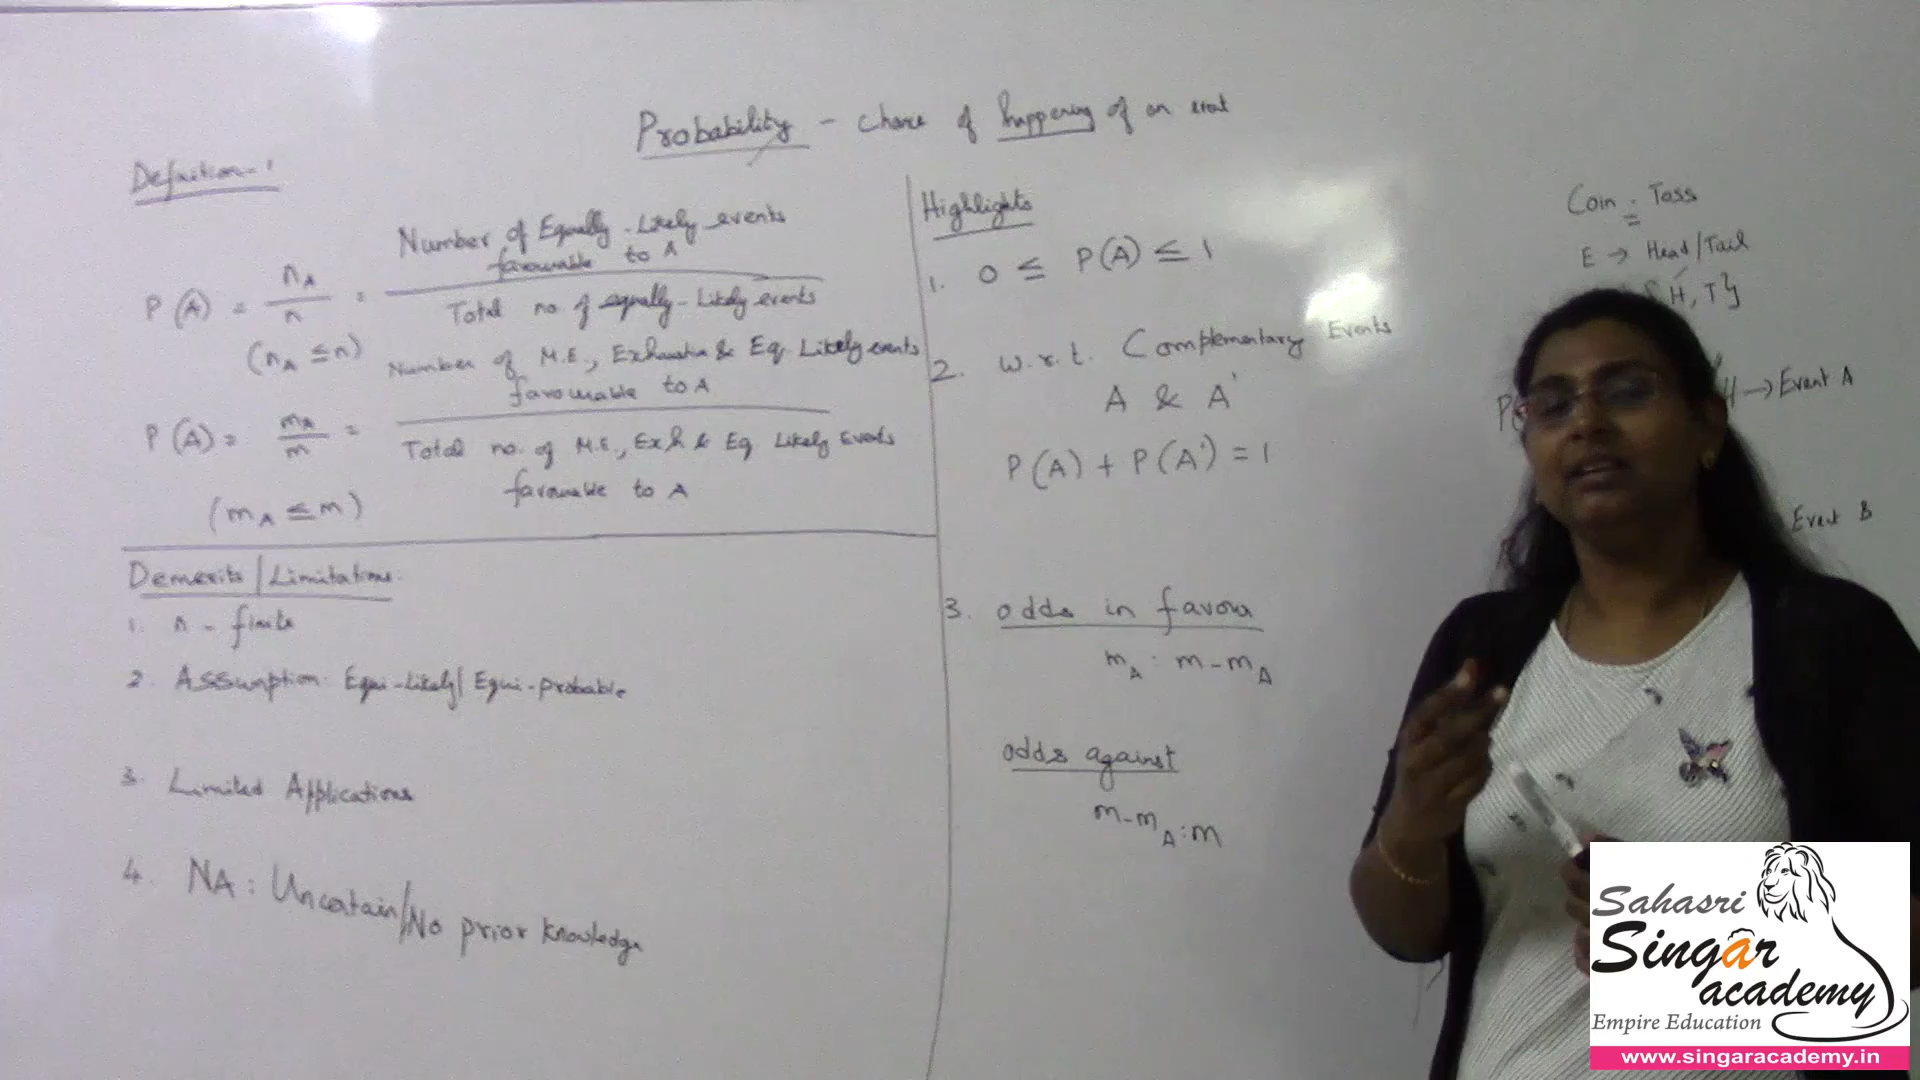 Probability - chance of happening of an event
Definition-1
P(A) = nA/n = Number of Equally-Likely events favourable to A / Total no. of equally-Likely events
(nA ≤ n)
P(A) = mA/m = Number of M.E., Exhaustive & Eq. Likely events favourable to A / Total no. of M.E., Exh & Eq. Likely Events favourable to A
(mA ≤ m)
Demerits/Limitations.
1. n - finite
2. Assumption: Equi-Likely/Equi-probable
3. Limited Applications
4. NA: Uncertain/No prior knowledge
Highlights
1. 0 ≤ P(A) ≤ 1
2. w.r.t. Complementary Events
A & A'
P(A) + P(A') = 1
3. odds in favour
mA : m-mA
odds against
m-mA : m
Coin Toss
E → Head/Tail
H, T}
H → Event A
Event B
Sahasri
Singar
academy
Empire Education
www.singaracademy.in